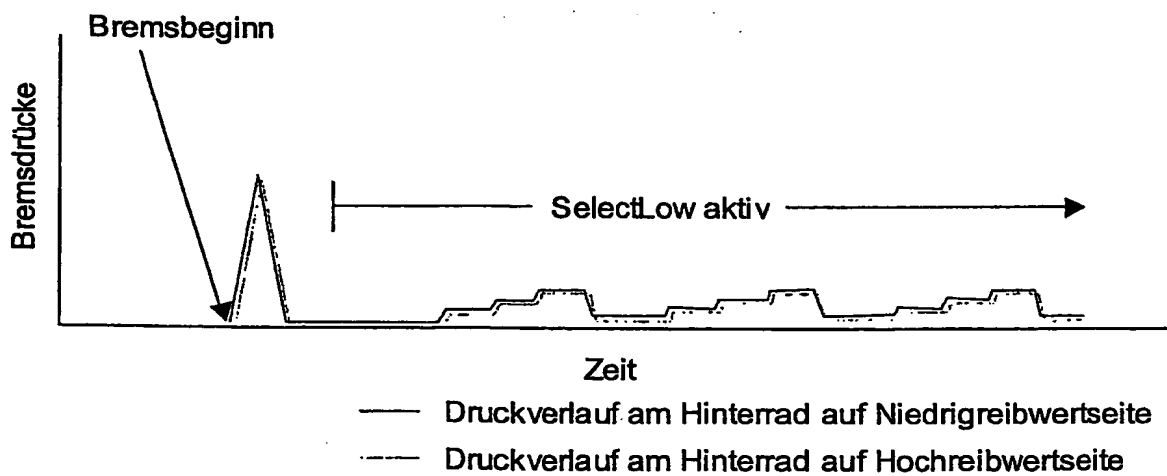 Bremsbeginn
Bremsdrücke
SelectLow aktiv
Zeit
Druckverlauf am Hinterrad auf Niedrigreibwertseite
Druckverlauf am Hinterrad auf Hochreibwertseite